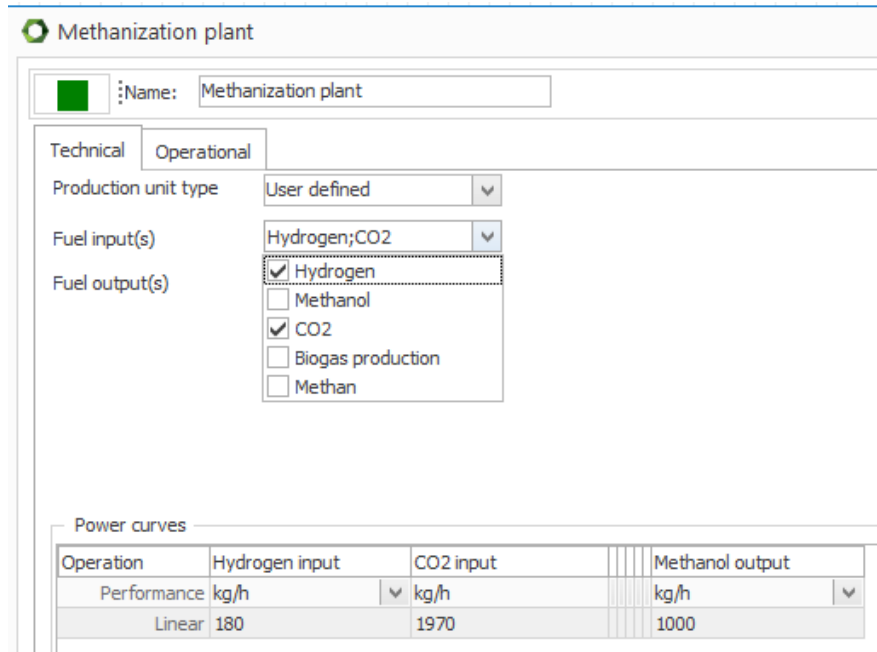 Methanization plant
Name: Methanization plant
Technical Operational
Production unit type User defined
Fuel input(s) Hydrogen;CO2
Hydrogen
Fuel output(s)
Methanol
CO2
Biogas production
Methan
Power curves
Operation Hydrogen input CO2 input Methanol output
Performance kg/h kg/h kg/h
Linear 180 1970 1000